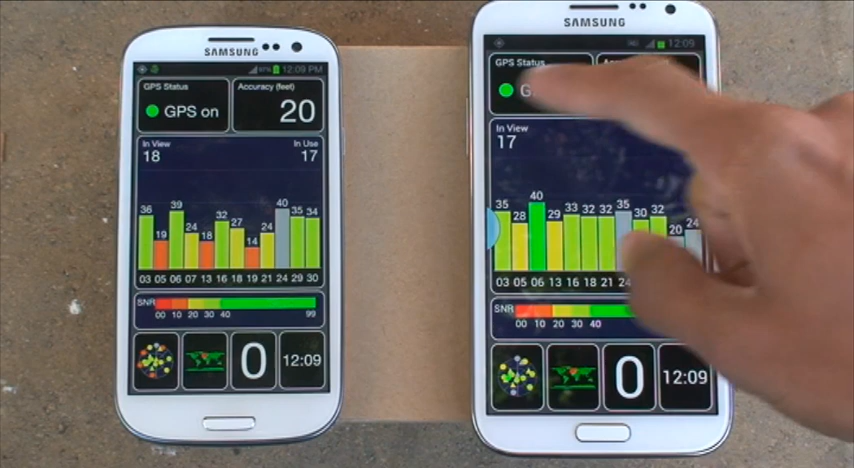 SAMSUNG
97% 12:09 PM
GPS Status
GPS on
Accuracy (feet)
20
In View
18
In Use
17
36 19 39 24 18 32 27 14 24 40 35 34
03 05 06 07 13 16 18 19 21 24 29 30
SNR
00 10 20 30 40 99
0
12:09
SAMSUNG
12:09
GPS Status
In View
17
35 28 40 29 33 32 32 35 30 32 20 24
03 05 06 13 16 18 21
SNR
00 10 20 30 40
0
12:09